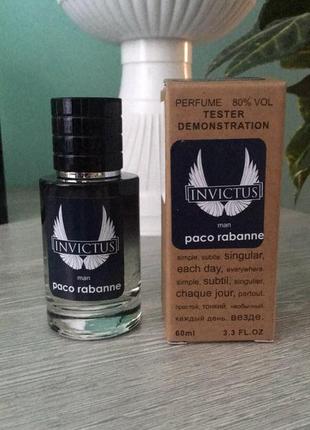 INVICTUS
man
paco rabanne
PERFUME 80% VOL
TESTER
DEMONSTRATION
INVICTUS
man
paco rabanne
simple, subtle, singular,
each day, everywhere.
simple, subtil, singulier,
chaque jour, partout.
простой, тонкий, необычный,
каждый день, везде.
60ml 3.3 FL.OZ